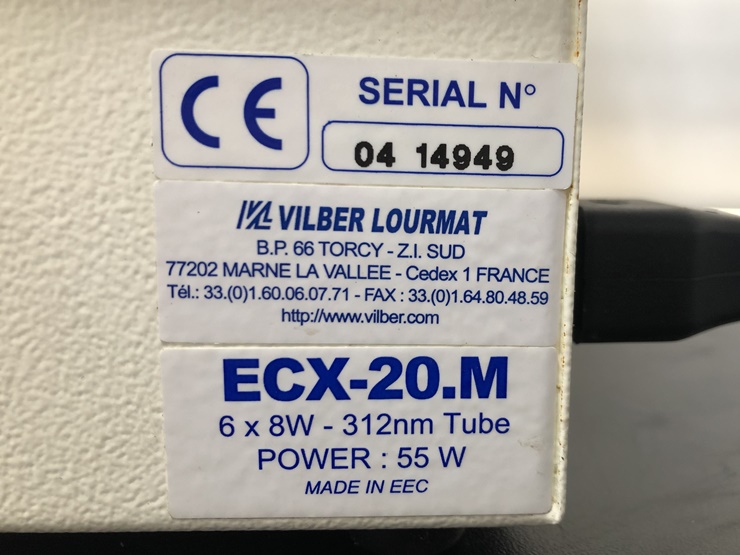 CE SERIAL N°
04 14949
VL VILBER LOURMAT
B.P. 66 TORCY - Z.I. SUD
77202 MARNE LA VALLEE - Cedex 1 FRANCE
Tél.: 33.(0)1.60.06.07.71 - FAX : 33.(0)1.64.80.48.59
http://www.vilber.com
ECX-20.M
6 x 8W - 312nm Tube
POWER : 55 W
MADE IN EEC